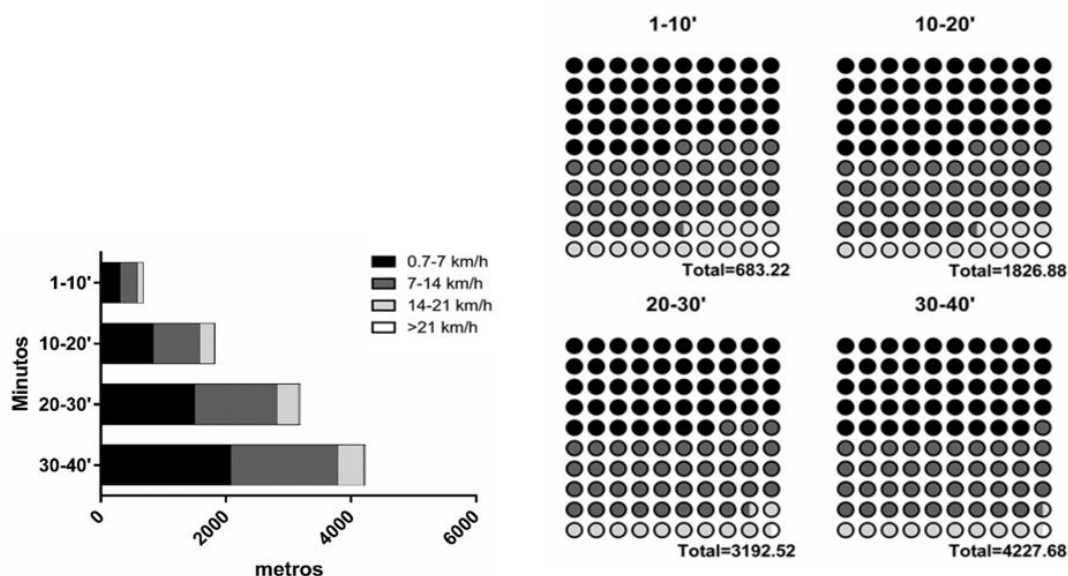 1-10'
10-20'
Total=683.22
Total=1826.88
20-30'
30-40'
Total=3192.52
Total=4227.68
0.7-7 km/h
7-14 km/h
14-21 km/h
>21 km/h
Minutos
1-10'
10-20'
20-30'
30-40'
0
2000
4000
6000
metros